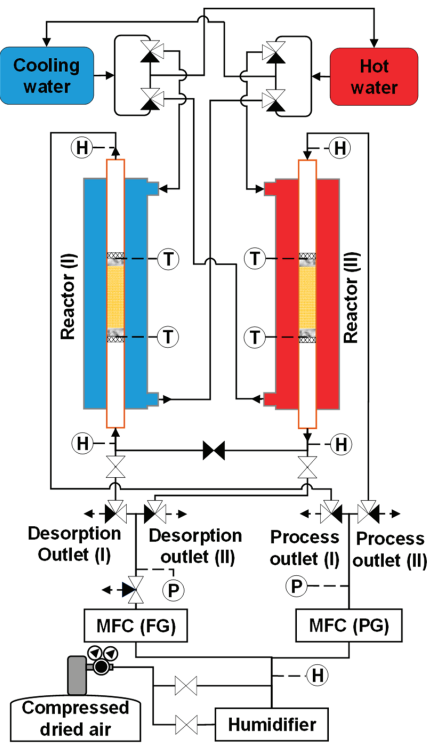 Cooling
water
Hot
water
H
H
Reactor (I)
T
T
T
T
Reactor (II)
H
H
Desorption
Outlet (I)
Desorption
outlet (II)
Process
outlet (I)
Process
outlet (II)
P
P
MFC (FG)
MFC (PG)
H
Compressed
dried air
Humidifier